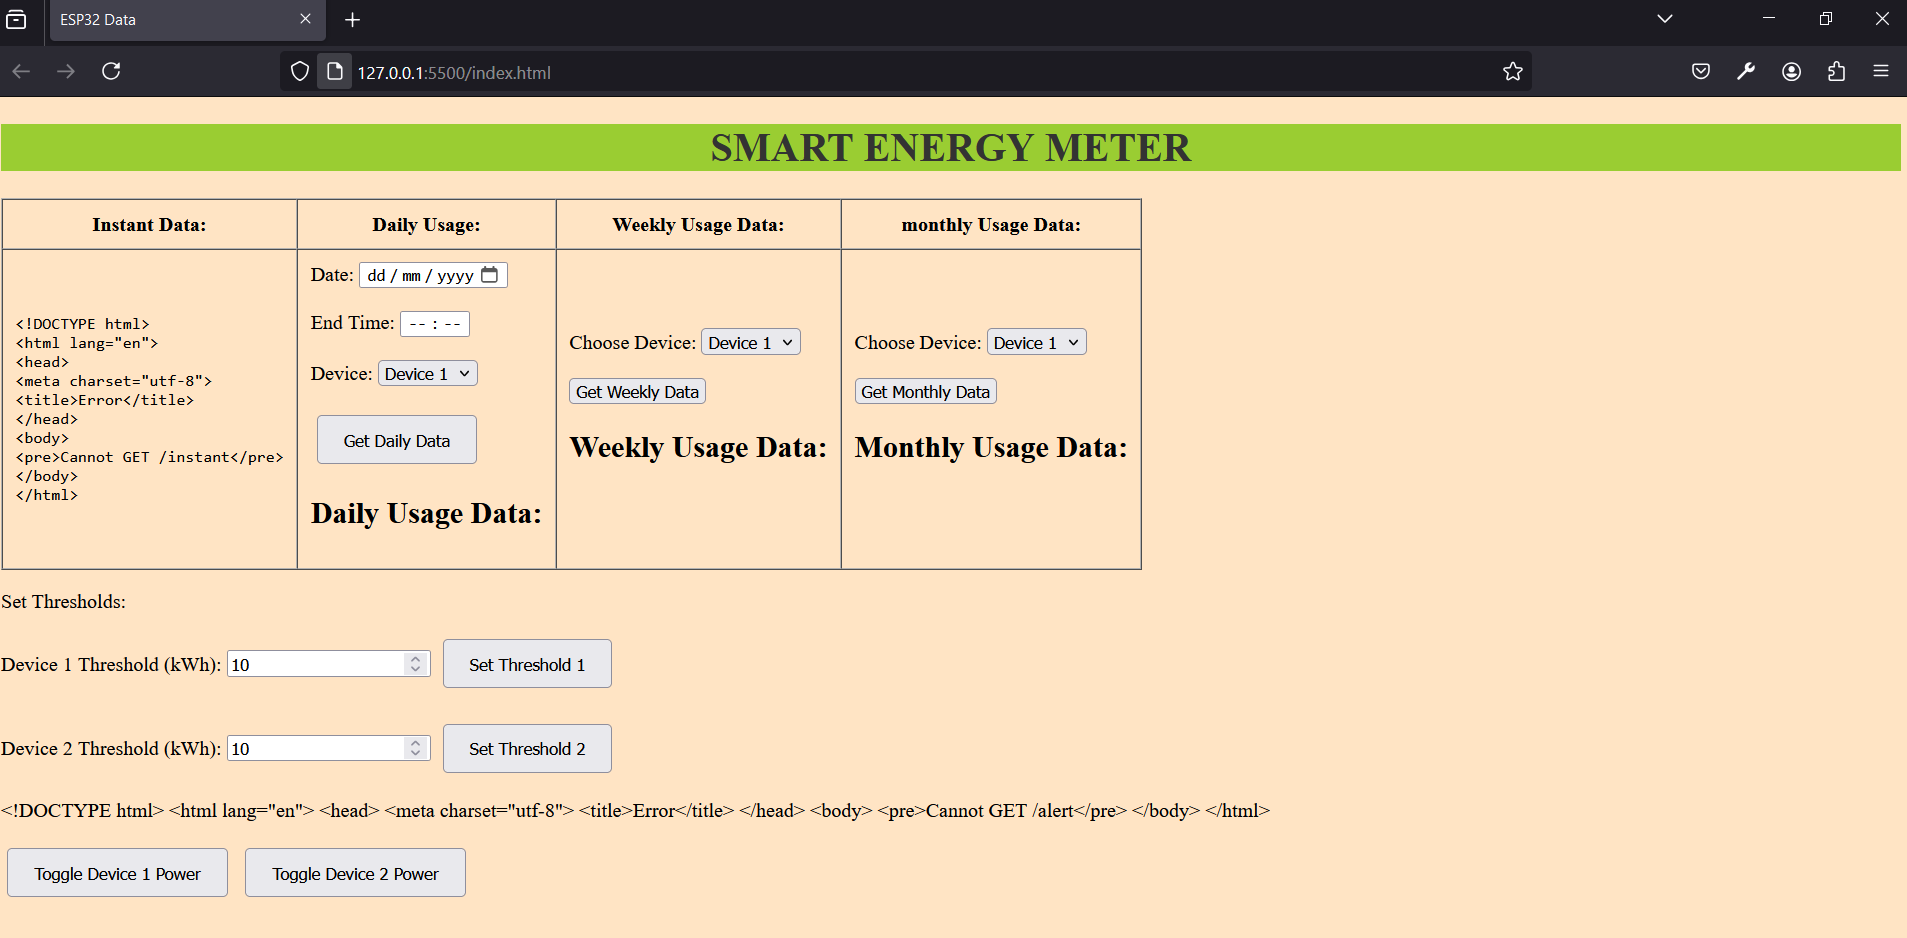 ESP32 Data
127.0.0.1:5500/index.html
SMART ENERGY METER
Instant Data:
Daily Usage:
Weekly Usage Data:
monthly Usage Data:
<!DOCTYPE html>
<html lang="en">
<head>
<meta charset="utf-8">
<title>Error</title>
</head>
<body>
<pre>Cannot GET /instant</pre>
</body>
</html>
Date: dd / mm / yyyy
End Time: -- : --
Device: Device 1
Get Daily Data
Daily Usage Data:
Choose Device: Device 1
Get Weekly Data
Weekly Usage Data:
Choose Device: Device 1
Get Monthly Data
Monthly Usage Data:
Set Thresholds:
Device 1 Threshold (kWh): 10 Set Threshold 1
Device 2 Threshold (kWh): 10 Set Threshold 2
<!DOCTYPE html> <html lang="en"> <head> <meta charset="utf-8"> <title>Error</title> </head> <body> <pre>Cannot GET /alert</pre> </body> </html>
Toggle Device 1 Power Toggle Device 2 Power